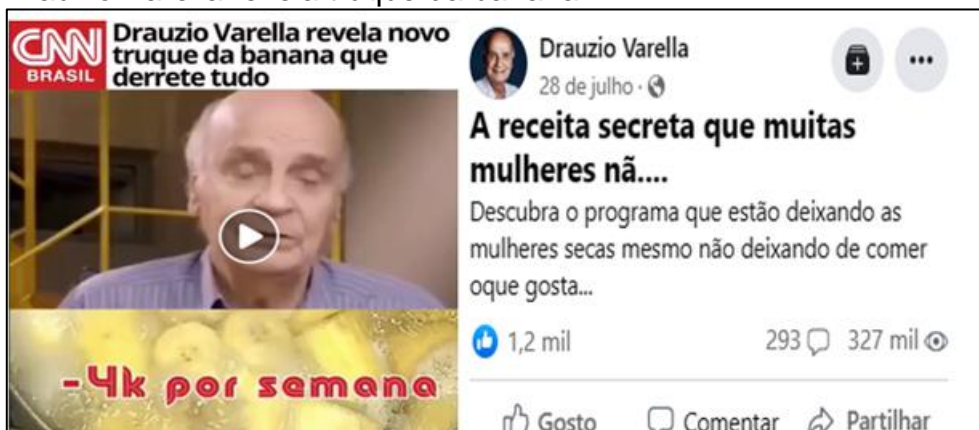 CNN
BRASIL
Drauzio Varella revela novo
truque da banana que
derrete tudo
-4k por semana
Drauzio Varella
28 de julho ·
A receita secreta que muitas
mulheres nã....
Descubra o programa que estão deixando as
mulheres secas mesmo não deixando de comer
oque gosta...
1,2 mil
293
327 mil
Gosto
Comentar
Partilhar